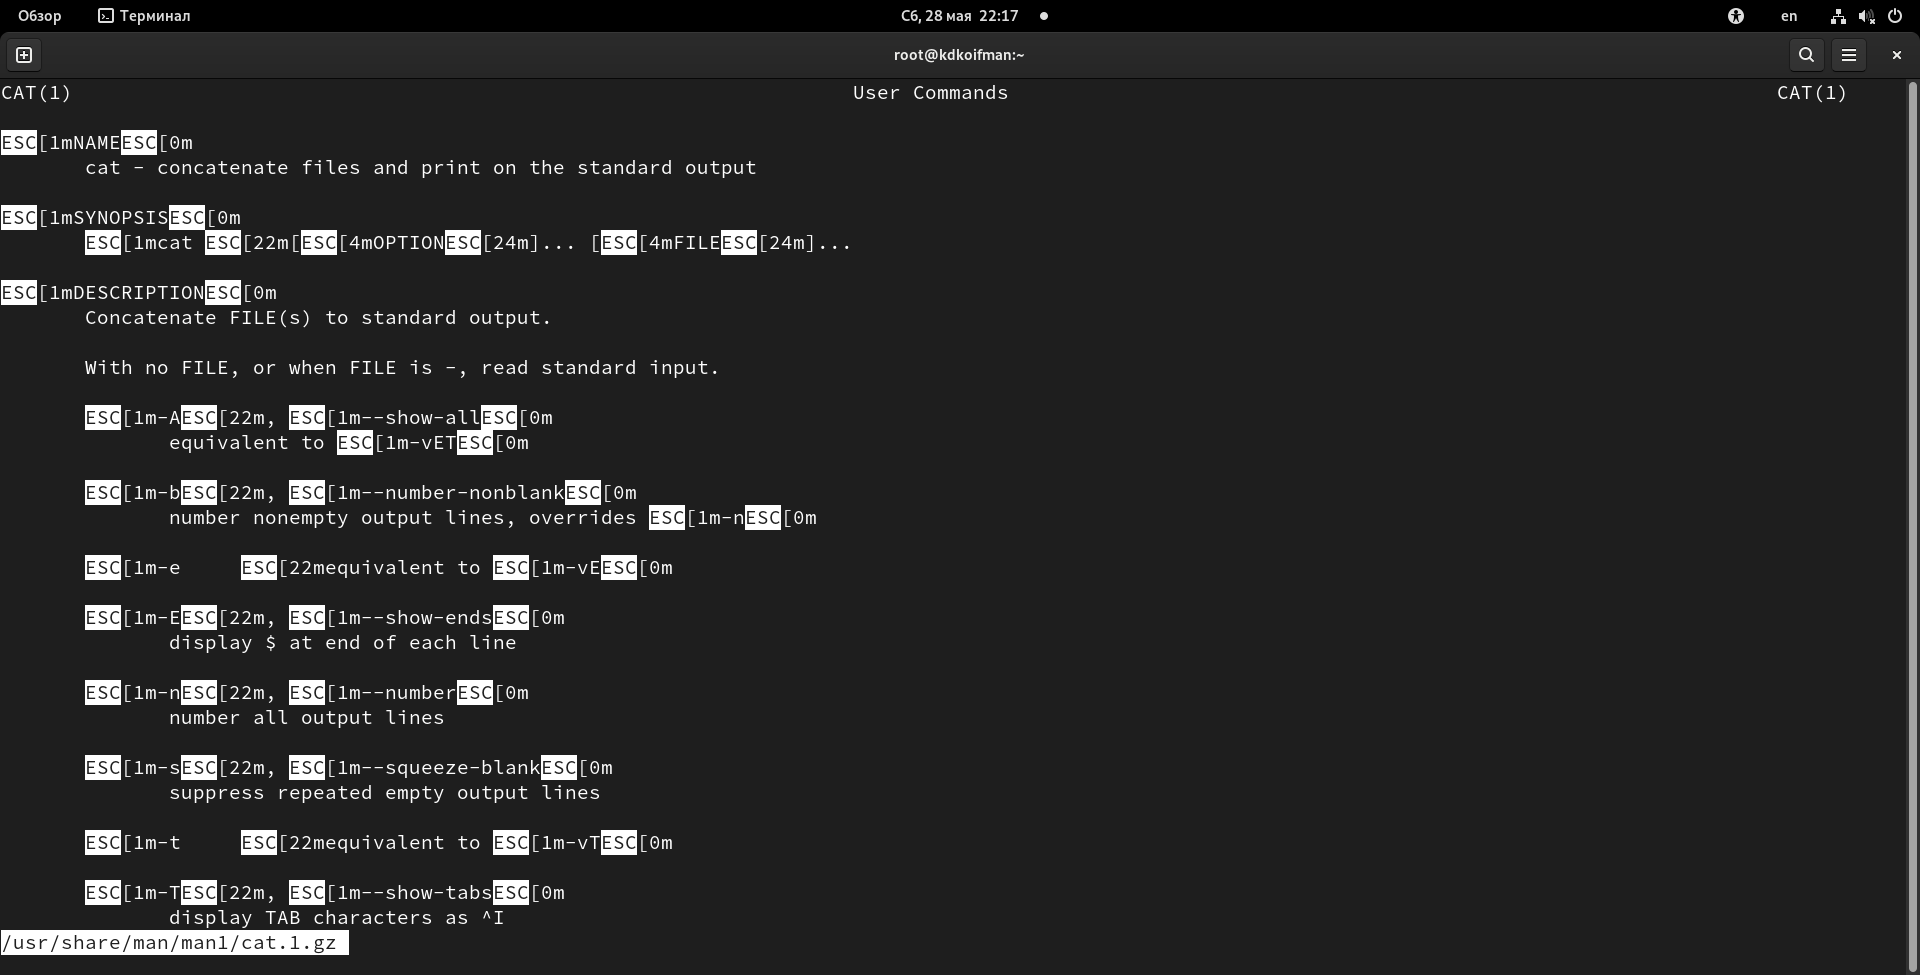 Обзор Терминал Сб, 28 мая 22:17 en
root@kdkoifman:~
CAT(1) User Commands CAT(1)
ESC[1mNAMEESC[0m
cat - concatenate files and print on the standard output
ESC[1mSYNOPSISESC[0m
ESC[1mcat ESC[22m[ESC[4mOPTIONESC[24m]... [ESC[4mFILEESC[24m]...
ESC[1mDESCRIPTIONESC[0m
Concatenate FILE(s) to standard output.
With no FILE, or when FILE is -, read standard input.
ESC[1m-AESC[22m, ESC[1m--show-allESC[0m
equivalent to ESC[1m-vETESC[0m
ESC[1m-bESC[22m, ESC[1m--number-nonblankESC[0m
number nonempty output lines, overrides ESC[1m-nESC[0m
ESC[1m-e ESC[22mequivalent to ESC[1m-vEESC[0m
ESC[1m-EESC[22m, ESC[1m--show-endsESC[0m
display $ at end of each line
ESC[1m-nESC[22m, ESC[1m--numberESC[0m
number all output lines
ESC[1m-sESC[22m, ESC[1m--squeeze-blankESC[0m
suppress repeated empty output lines
ESC[1m-t ESC[22mequivalent to ESC[1m-vTESC[0m
ESC[1m-TESC[22m, ESC[1m--show-tabsESC[0m
display TAB characters as ^I
/usr/share/man/man1/cat.1.gz